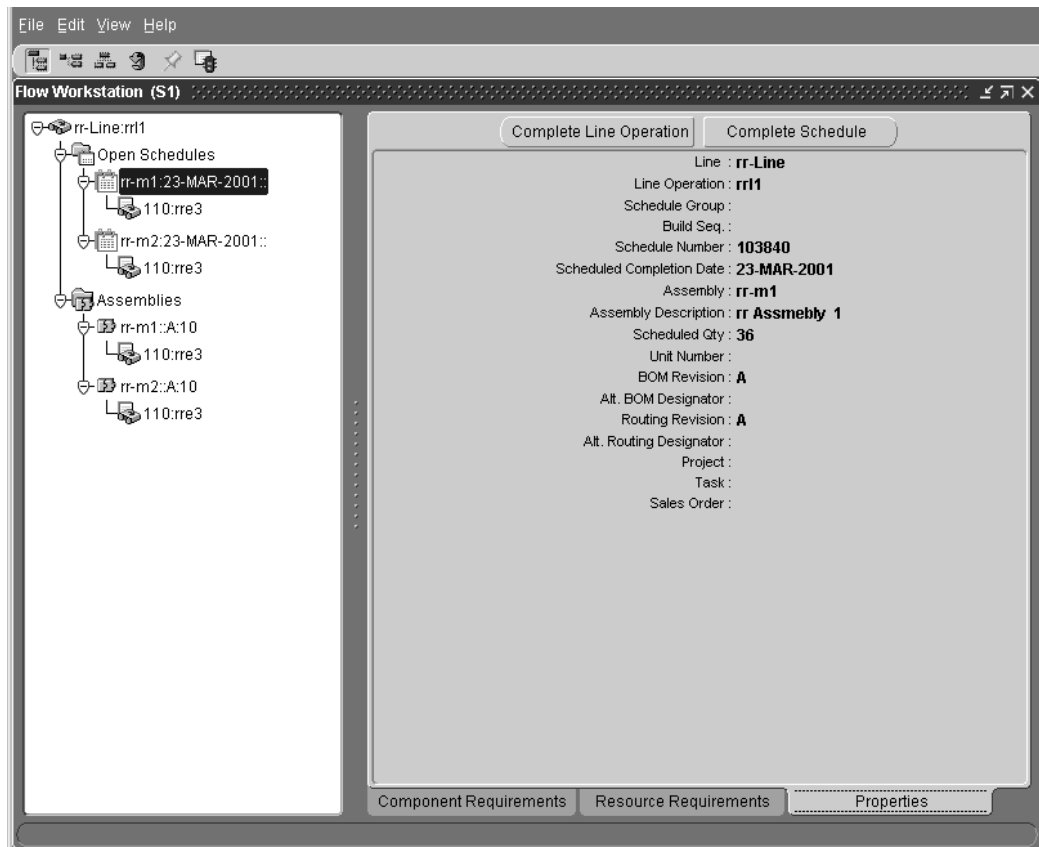 File Edit View Help
Flow Workstation (S1)
rr-Line:rrl1
Open Schedules
rr-m1:23-MAR-2001::
110:rre3
rr-m2:23-MAR-2001::
110:rre3
Assemblies
rr-m1::A:10
110:rre3
rr-m2::A:10
110:rre3
Complete Line Operation Complete Schedule
Line : rr-Line
Line Operation : rrl1
Schedule Group :
Build Seq. :
Schedule Number : 103840
Scheduled Completion Date : 23-MAR-2001
Assembly : rr-m1
Assembly Description : rr Assmebly 1
Scheduled Qty : 36
Unit Number :
BOM Revision : A
Alt. BOM Designator :
Routing Revision : A
Alt. Routing Designator :
Project :
Task :
Sales Order :
Component Requirements Resource Requirements Properties